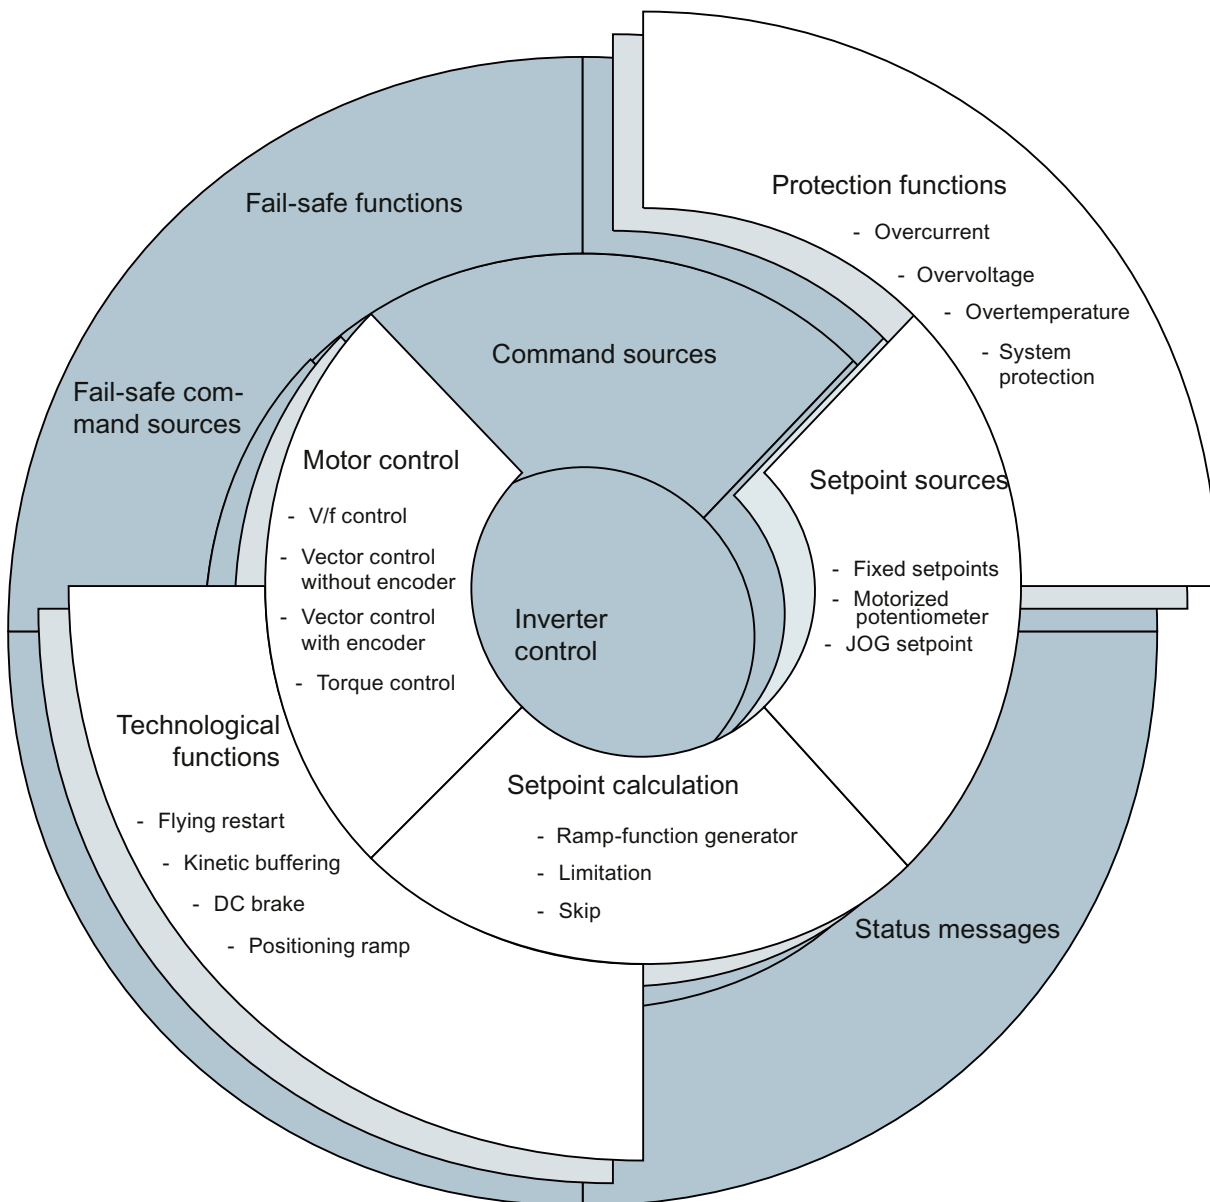 Fail-safe functions
Fail-safe com-
mand sources
Command sources
Protection functions
- Overcurrent
- Overvoltage
- Overtemperature
- System
protection
Motor control
- V/f control
- Vector control
without encoder
- Vector control
with encoder
- Torque control
Inverter
control
Setpoint sources
- Fixed setpoints
- Motorized
potentiometer
- JOG setpoint
Technological
functions
- Flying restart
- Kinetic buffering
- DC brake
- Positioning ramp
Setpoint calculation
- Ramp-function generator
- Limitation
- Skip
Status messages